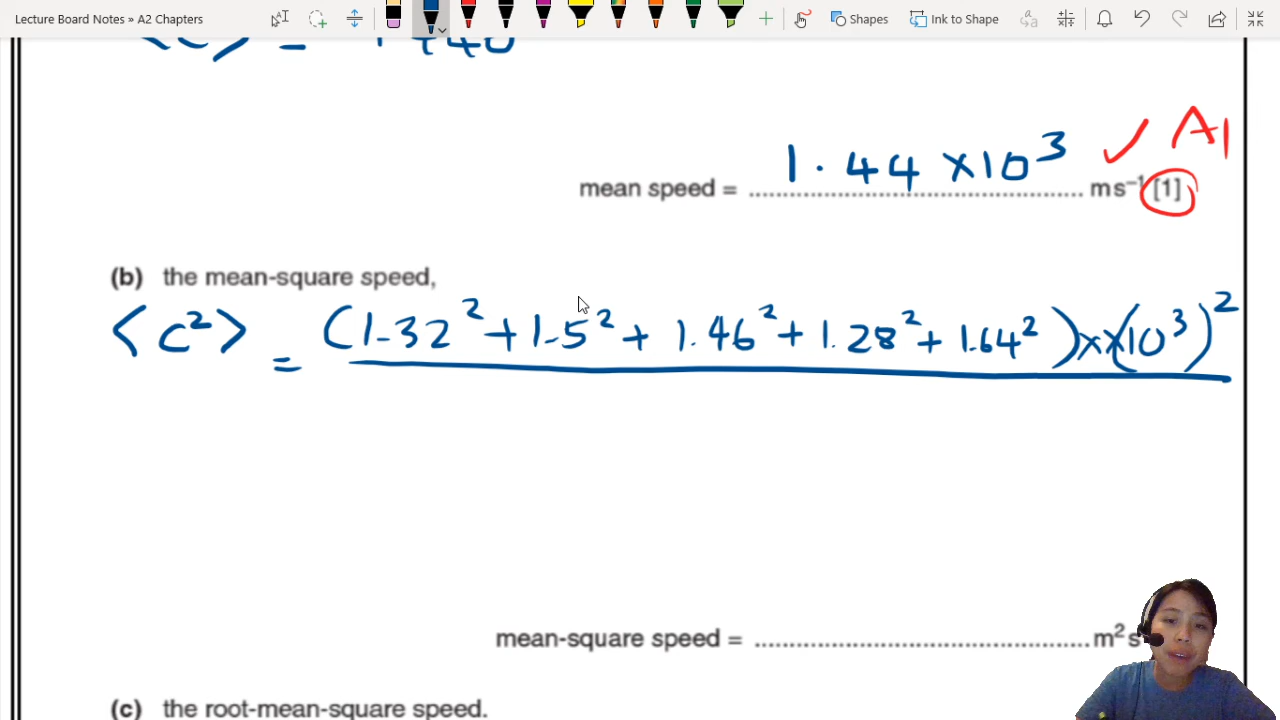 Lecture Board Notes » A2 Chapters
Shapes
Ink to Shape
1.44 ×10³ ✓ A1
mean speed = ................................................ m s⁻¹ [1]
(b) the mean-square speed,
<c²> = (1.32² + 1.5² + 1.46² + 1.28² + 1.64²)××(10³)²
mean-square speed = ................................................ m² s
(c) the root-mean-square speed.